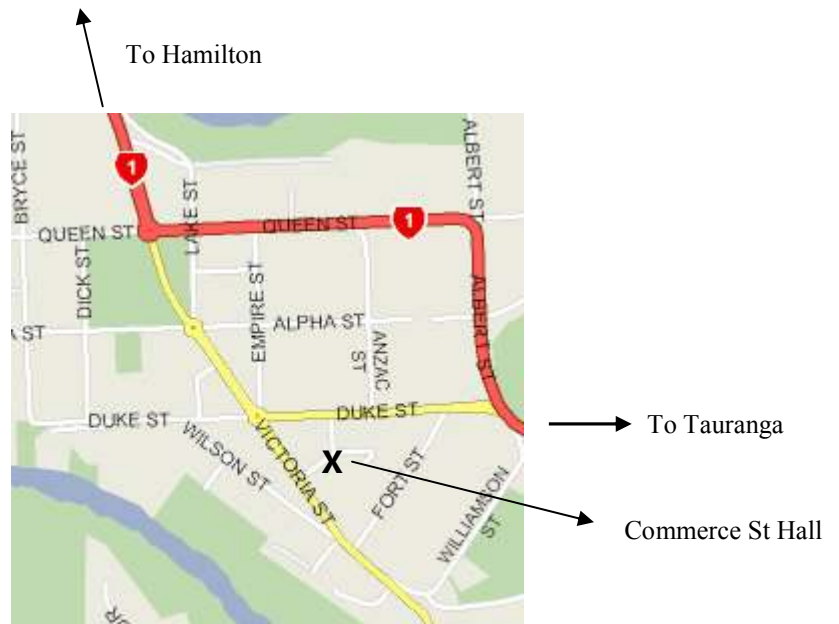 To Hamilton
1
BRYCE ST
LAKE ST
ALBERT ST
QUEEN ST
QUEEN ST
1
DICK ST
EMPIRE ST
ALPHA ST
ANZAC ST
ALBERT ST
A ST
DUKE ST
DUKE ST
To Tauranga
WILSON ST
VICTORIA ST
X
FORT ST
WILLIAMSON ST
Commerce St Hall